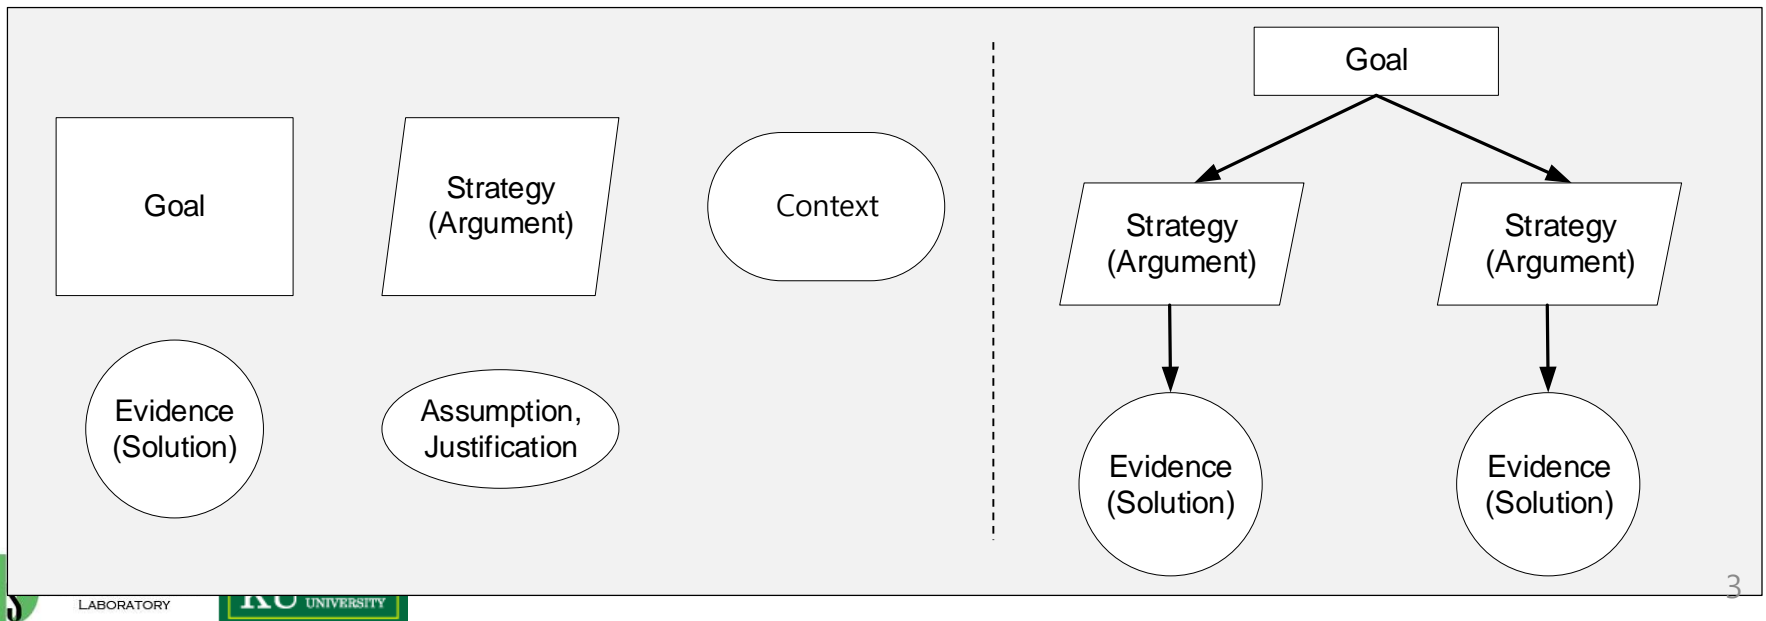 Goal
Strategy
(Argument)
Context
Evidence
(Solution)
Assumption,
Justification
Goal
Strategy
(Argument)
Strategy
(Argument)
Evidence
(Solution)
Evidence
(Solution)
3
LABORATORY
KU UNIVERSITY